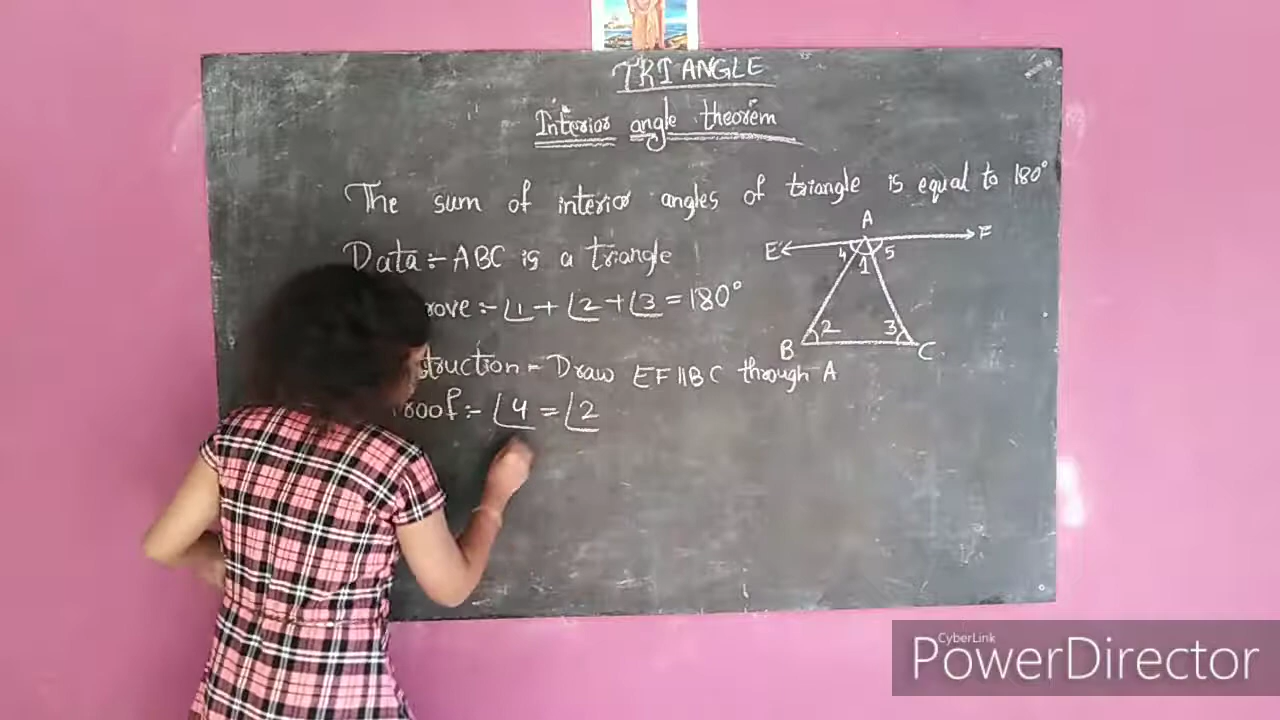 TRIANGLE
Interior angle theorem
The sum of interior angles of triangle is equal to 180°
Data :- ABC is a triangle
rove :- ∠1 + ∠2 + ∠3 = 180°
struction = Draw EF || BC through A
roof :- ∠4 = ∠2
A
E F
4 1 5
2 3
B C
CyberLink
PowerDirector